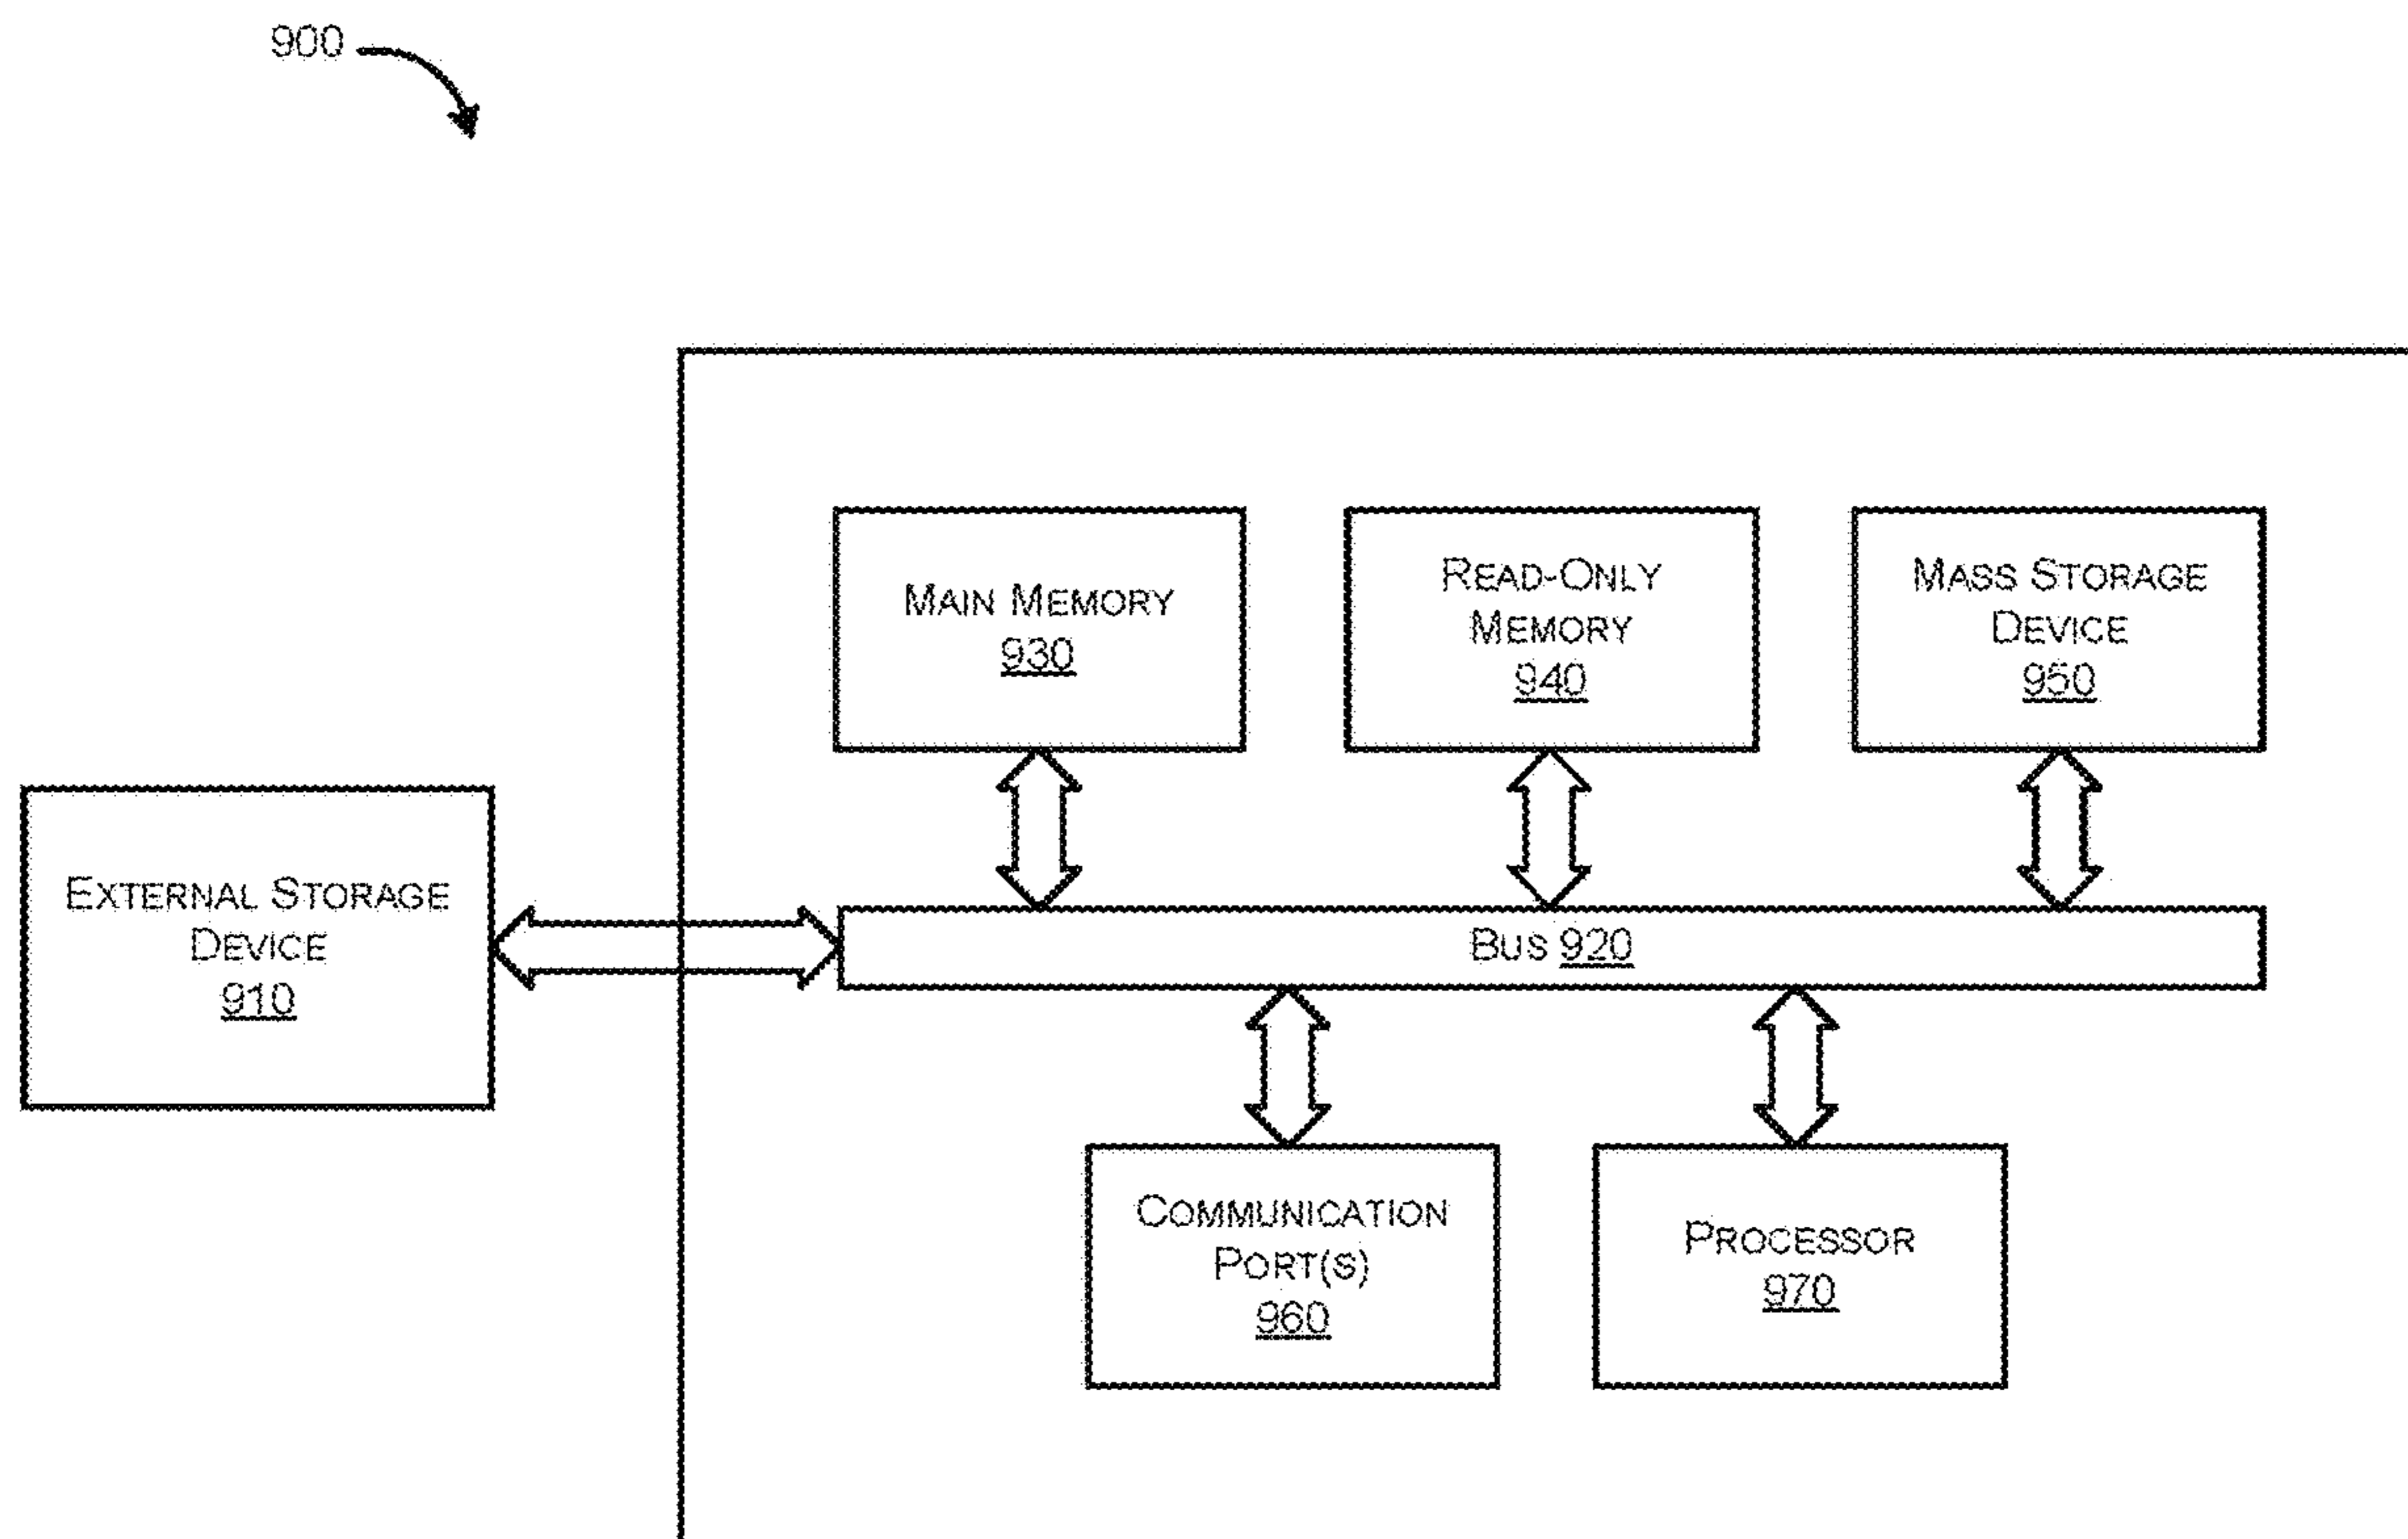 900
MAIN MEMORY
930
READ-ONLY
MEMORY
940
MASS STORAGE
DEVICE
950
EXTERNAL STORAGE
DEVICE
910
BUS 920
COMMUNICATION
PORT(S)
960
PROCESSOR
970